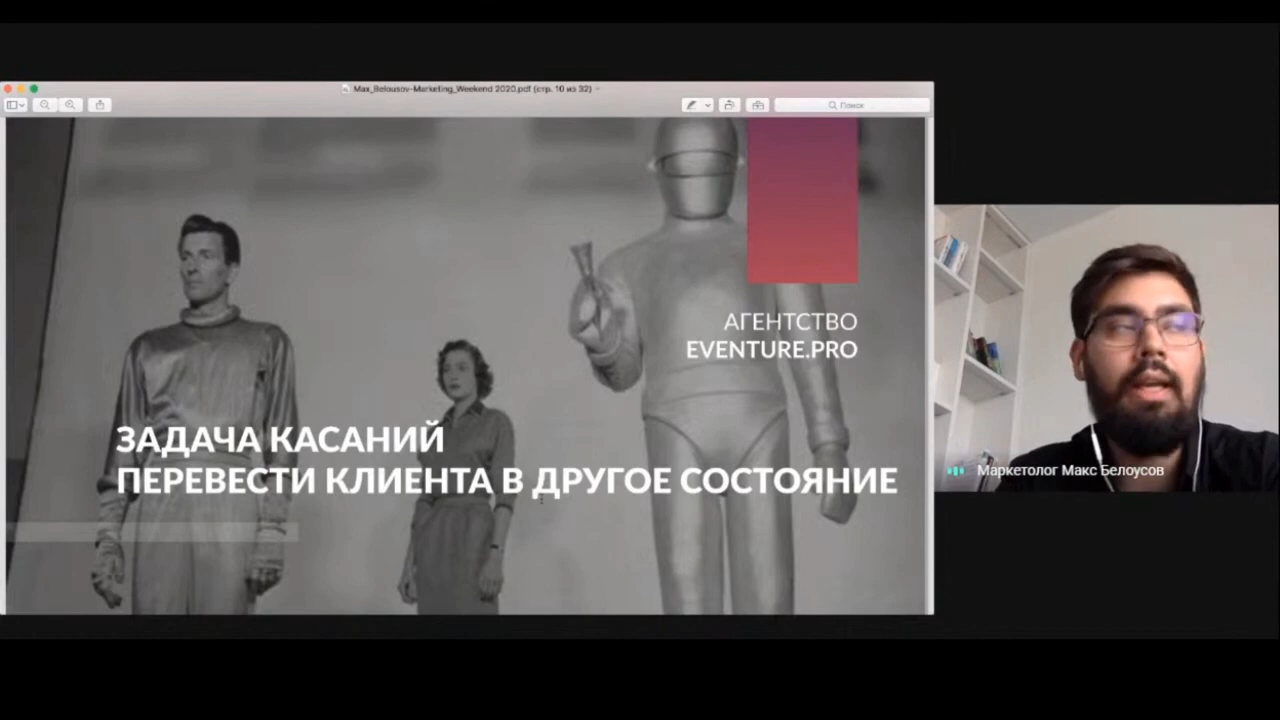 Max_Belousov-Marketing_Weekend 2020.pdf (стр. 10 из 32)
Поиск
АГЕНТСТВО
EVENTURE.PRO
ЗАДАЧА КАСАНИЙ
ПЕРЕВЕСТИ КЛИЕНТА В ДРУГОЕ СОСТОЯНИЕ
Маркетолог Макс Белоусов